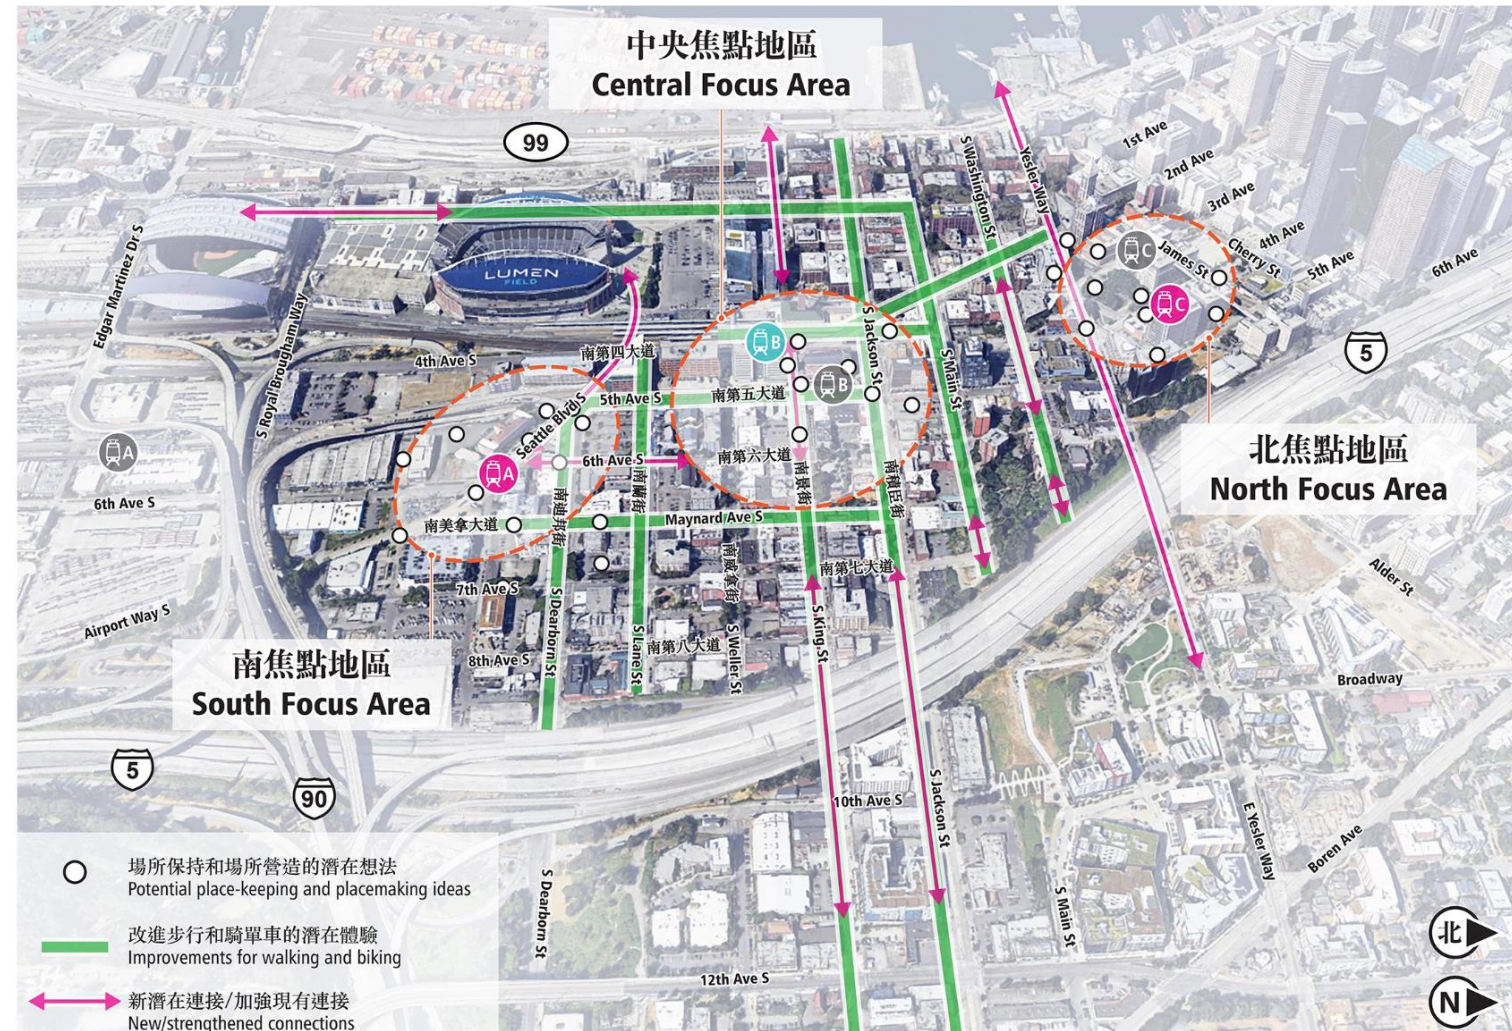 中央焦點地區
Central Focus Area
99
1st Ave
2nd Ave
3rd Ave
4th Ave
5th Ave
6th Ave
Cherry St
James St
Yesler Way
S Washington St
Edgar Martinez Dr S
S RoyalBrougham Way
LUMEN
FIELD
C
C
5
4th Ave S
南第四大道
B
B
S Jackson St
S Main St
5th Ave S
南第五大道
Seattle Blvd S
A
A
6th Ave S
6th Ave S
南第六大道
南景街
南積臣街
南迪邦街
南蘭街
南美拿大道
Maynard Ave S
南威拿街
南第七大道
7th Ave S
北焦點地區
North Focus Area
Alder St
Airport Way S
S Dearborn St
S Lane St
S Weller St
S King St
南第八大道
8th Ave S
南焦點地區
South Focus Area
Broadway
5
90
10th Ave S
S Jackson St
E Yesler Way
Boren Ave
S Dearborn St
S Main St
12th Ave S
場所保持和場所營造的潛在想法
Potential place-keeping and placemaking ideas
改進步行和騎單車的潛在體驗
Improvements for walking and biking
新潛在連接/加強現有連接
New/strengthened connections
北
N